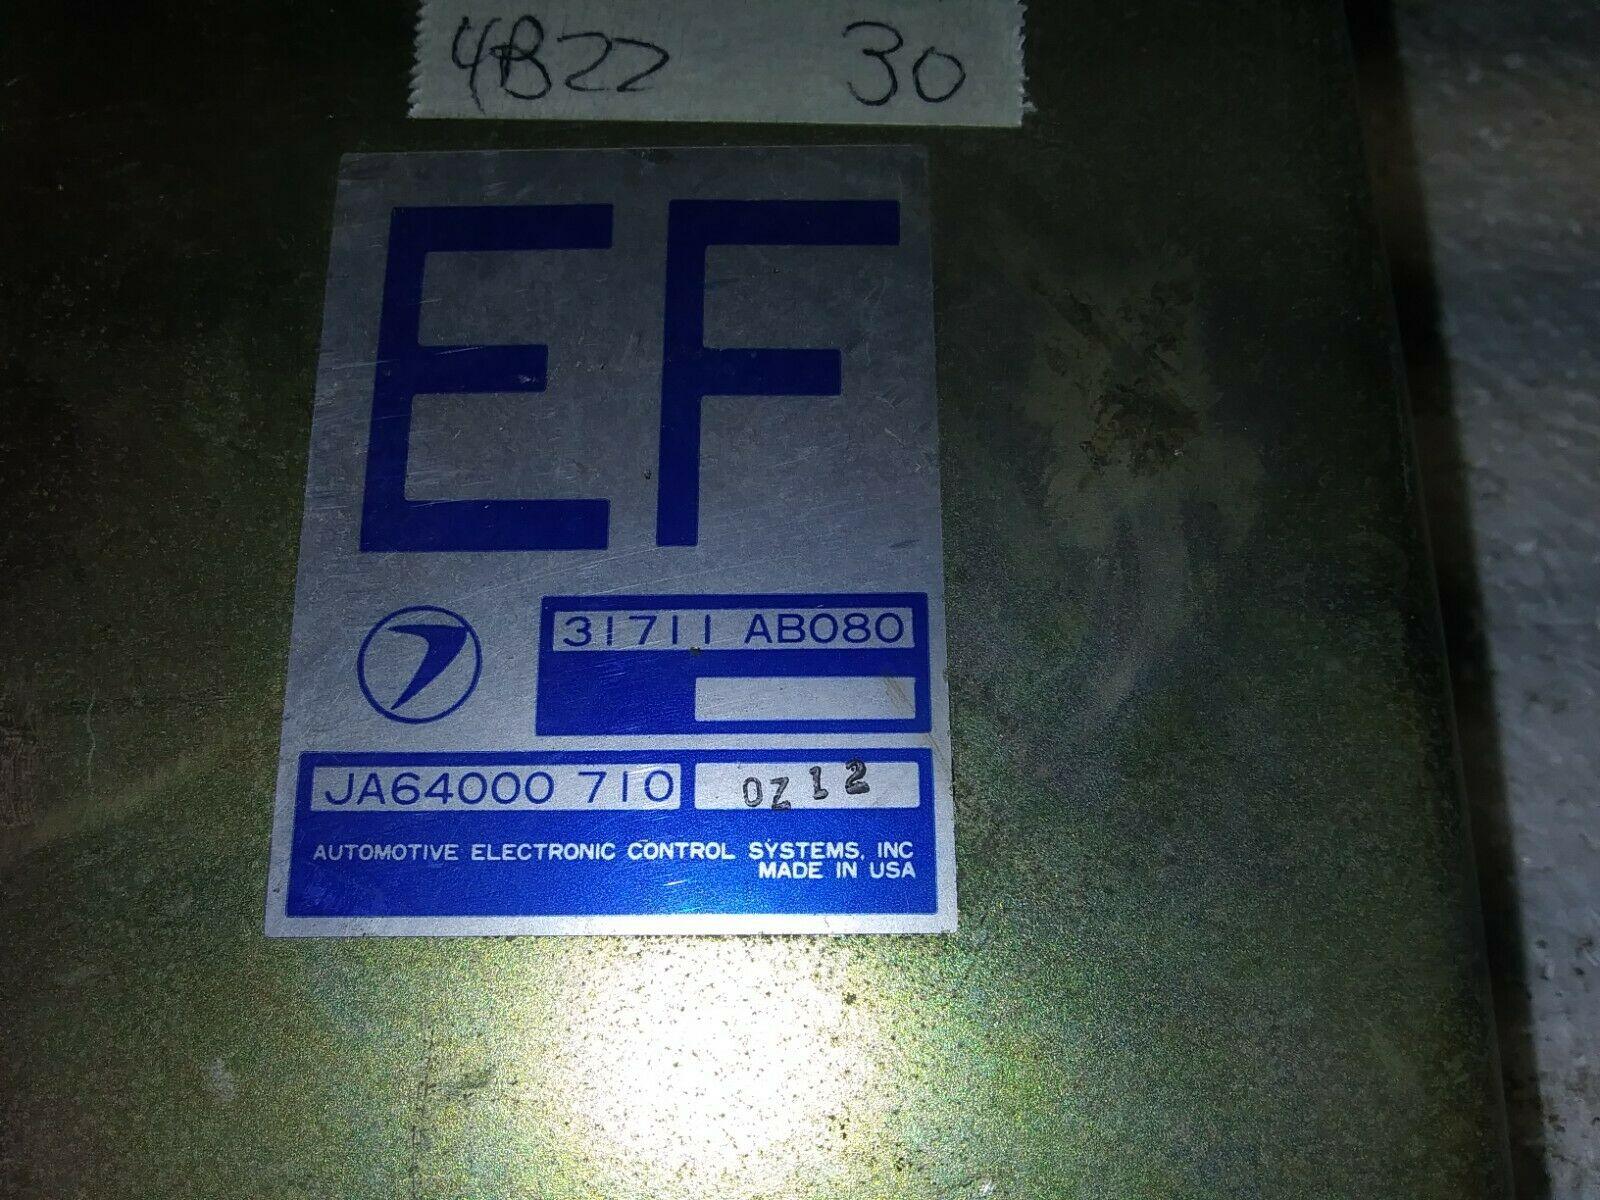 4B22 30
EF
31711 AB080
JA64000 710 0Z12
AUTOMOTIVE ELECTRONIC CONTROL SYSTEMS, INC
MADE IN USA